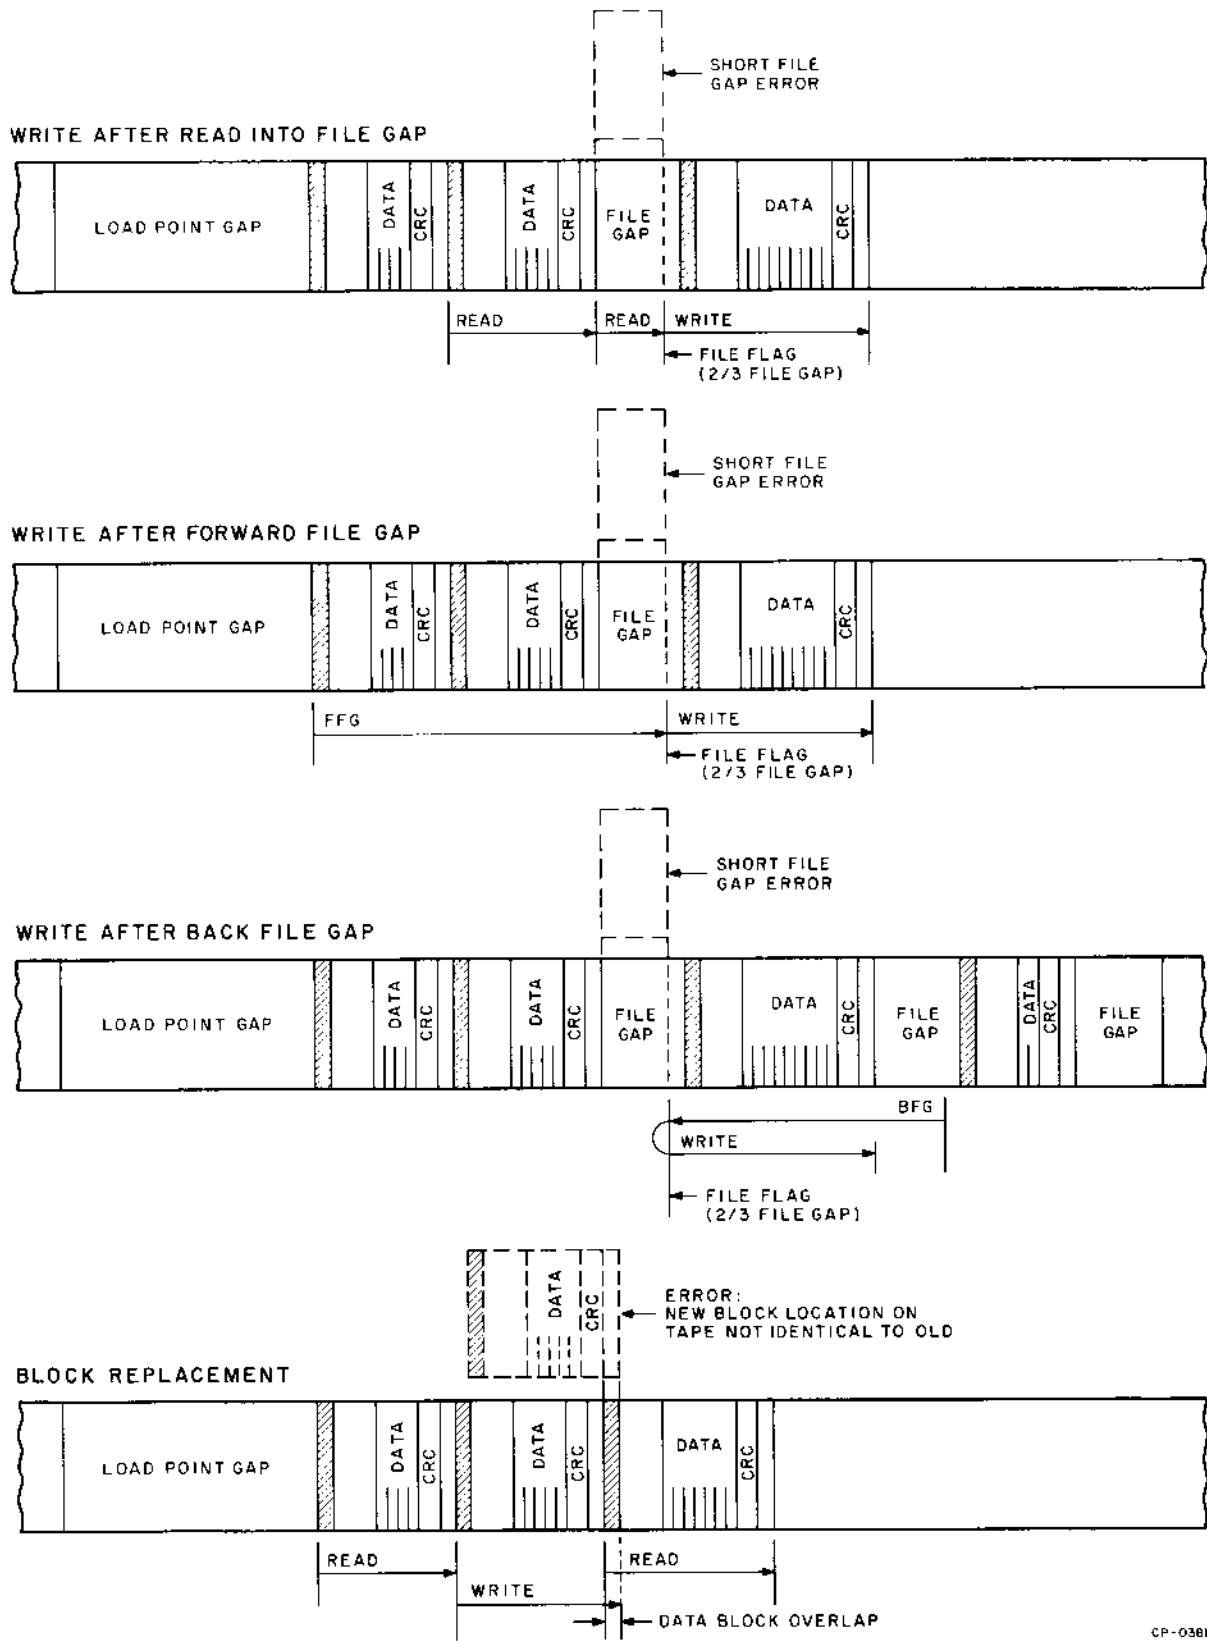 SHORT FILE
GAP ERROR
WRITE AFTER READ INTO FILE GAP
LOAD POINT GAP
DATA
CRC
DATA
CRC
FILE
GAP
DATA
CRC
READ
READ
WRITE
FILE FLAG
(2/3 FILE GAP)
SHORT FILE
GAP ERROR
WRITE AFTER FORWARD FILE GAP
LOAD POINT GAP
DATA
CRC
DATA
CRC
FILE
GAP
DATA
CRC
FFG
WRITE
FILE FLAG
(2/3 FILE GAP)
SHORT FILE
GAP ERROR
WRITE AFTER BACK FILE GAP
LOAD POINT GAP
DATA
CRC
DATA
CRC
FILE
GAP
DATA
CRC
FILE
GAP
DATA
CRC
FILE
GAP
BFG
WRITE
FILE FLAG
(2/3 FILE GAP)
DATA
CRC
ERROR:
NEW BLOCK LOCATION ON
TAPE NOT IDENTICAL TO OLD
BLOCK REPLACEMENT
LOAD POINT GAP
DATA
CRC
DATA
CRC
DATA
CRC
READ
READ
WRITE
DATA BLOCK OVERLAP